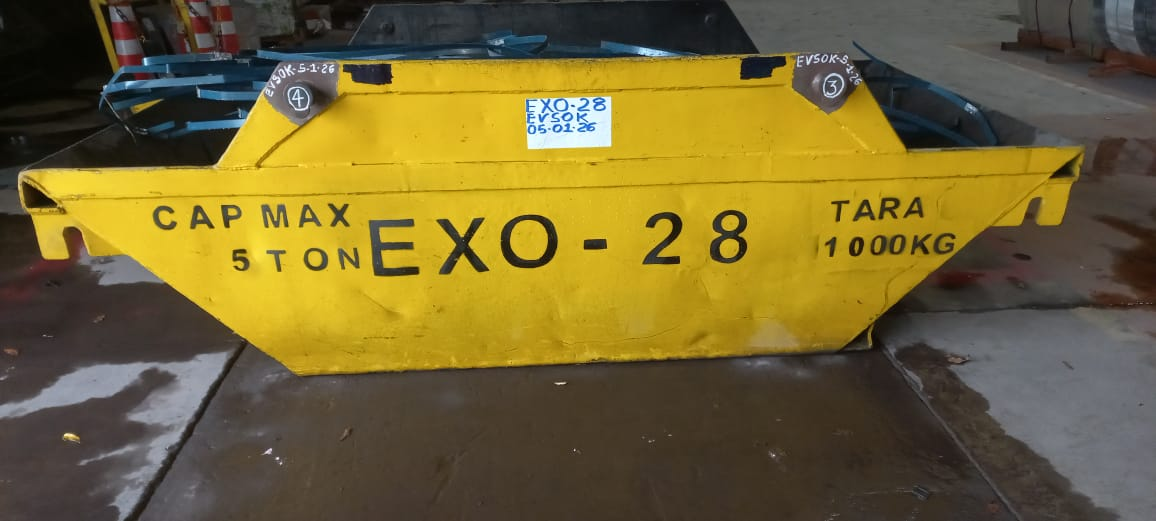 EVSOK-5-1-26
4
EVSOK-5-1-26
3
EXO-28
EVSOK
05-01-26
CAP MAX
5 TON
EXO - 28
TARA
1000KG